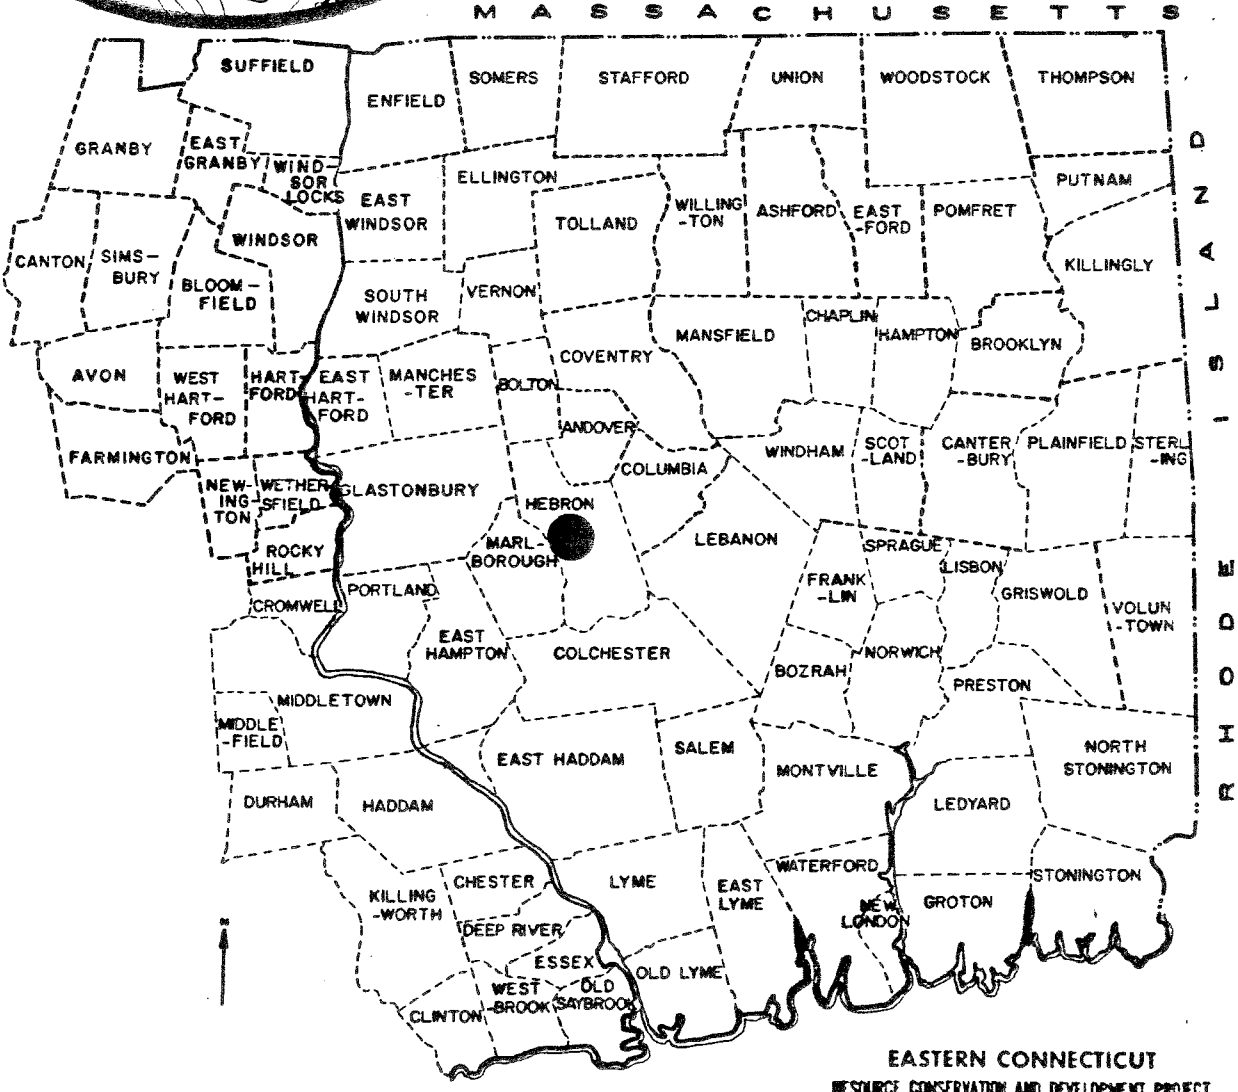 MASSACHUSETTS
SUFFIELD
SOMERS
STAFFORD
UNION
WOODSTOCK
THOMPSON
ENFIELD
GRANBY
EAST
GRANBY
WIND-
SOR
LOCKS
ELLINGTON
PUTNAM
EAST
WINDSOR
TOLLAND
WILLING
-TON
ASHFORD
EAST
-FORD
POMFRET
RHODE ISLAND
CANTON
SIMS-
BURY
WINDSOR
BLOOM-
FIELD
KILLINGLY
SOUTH
WINDSOR
VERNON
MANSFIELD
CHAPLIN
HAMPTON
BROOKLYN
COVENTRY
AVON
WEST
HART-
FORD
HART-
FORD
EAST
HART-
FORD
MANCHES
-TER
BOLTON
ANDOVER
FARMINGTON
COLUMBIA
WINDHAM
SCOT
-LAND
CANTER
-BURY
PLAINFIELD
STERL
-ING
NEW-
ING-
TON
WETHER
SFIELD
GLASTONBURY
HEBRON
LEBANON
ROCKY
HILL
MARL-
BOROUGH
SPRAGUE
LISBON
FRANK
-LIN
GRISWOLD
VOLUN
-TOWN
CROMWELL
PORTLAND
EAST
HAMPTON
COLCHESTER
NORWICH
BOZRAH
PRESTON
MIDDLETOWN
MIDDLE
-FIELD
EAST HADDAM
SALEM
MONTVILLE
NORTH
STONINGTON
DURHAM
HADDAM
LEDYARD
CHESTER
LYME
EAST
LYME
WATERFORD
STONINGTON
KILLING
-WORTH
NEW
LONDON
GROTON
DEEP RIVER
ESSEX
OLD LYME
WEST
-BROOK
OLD
SAYBROOK
CLINTON
EASTERN CONNECTICUT
RESOURCE CONSERVATION AND DEVELOPMENT PROJECT